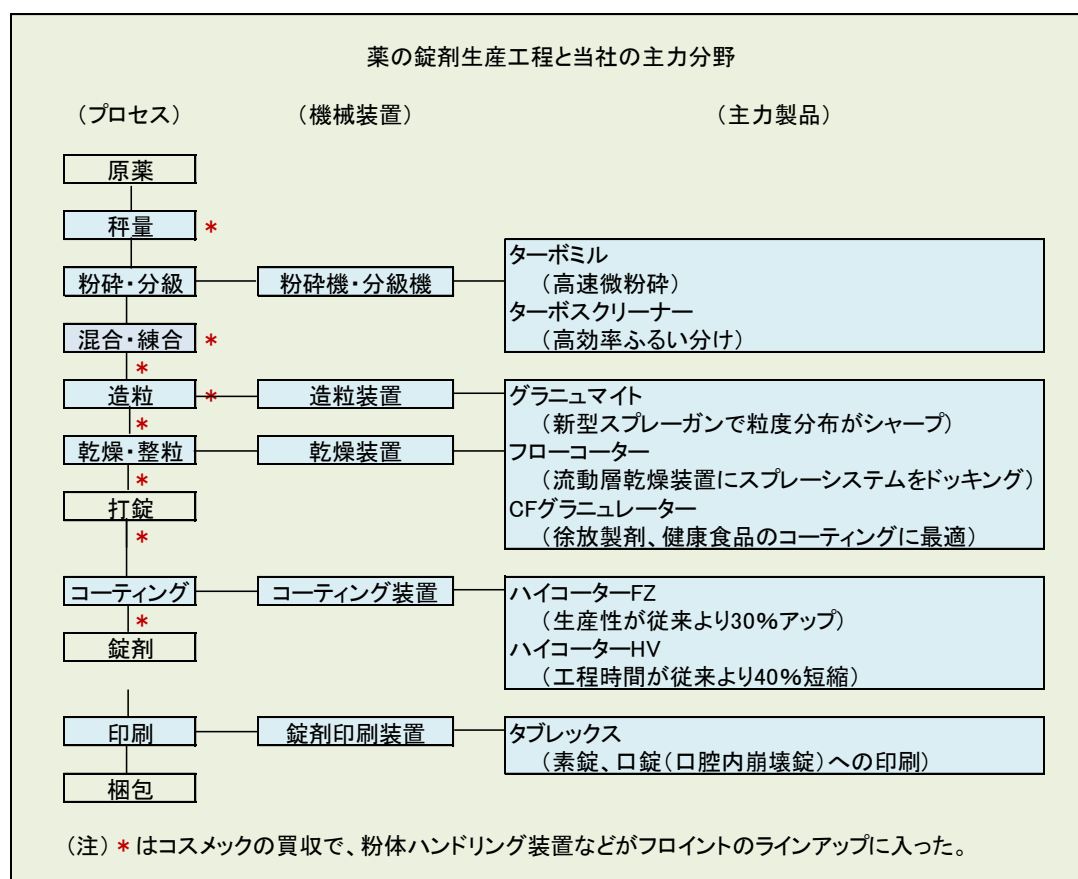 薬の錠剤生産工程と当社の主力分野
(プロセス) (機械装置) (主力製品)
原薬
秤量 *
粉砕・分級 粉砕機・分級機 ターボミル
(高速微粉砕)
ターボスクリーナー
(高効率ふるい分け)
混合・練合 *
*
造粒 * 造粒装置 グラニュマイト
(新型スプレーガンで粒度分布がシャープ)
*
乾燥・整粒 乾燥装置 フローコーター
(流動層乾燥装置にスプレーシステムをドッキング)
*
打錠 CFグラニュレーター
(徐放製剤、健康食品のコーティングに最適)
*
コーティング コーティング装置 ハイコーターFZ
(生産性が従来より30%アップ)
*
錠剤 ハイコーターHV
(工程時間が従来より40%短縮)
印刷 錠剤印刷装置 タブレックス
(素錠、口錠(口腔内崩壊錠)への印刷)
梱包
(注) * はコスメックの買収で、粉体ハンドリング装置などがフロイントのラインアップに入った。